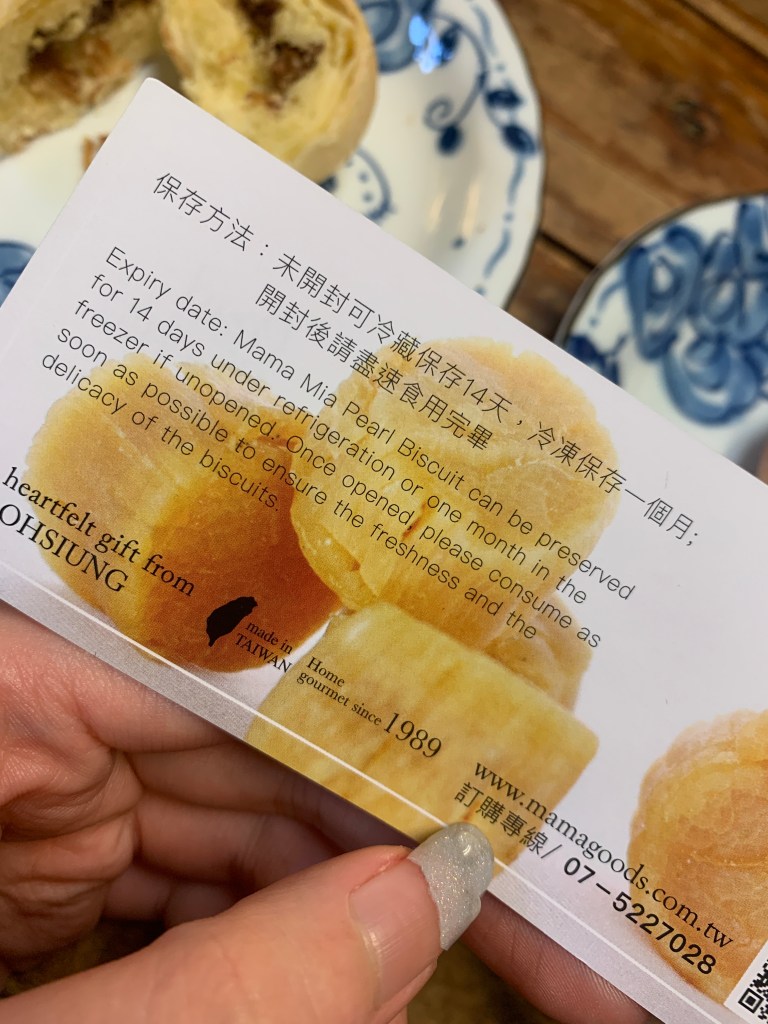 保存方法：未開封可冷藏保存14天，冷凍保存一個月;
開封後請盡速食用完畢
Expiry date: Mama Mia Pearl Biscuit can be preserved
for 14 days under refrigeration or one month in the
freezer if unopened. Once opened, please consume as
soon as possible to ensure the freshness and the
delicacy of the biscuits.
heartfelt gift from
OHSIUNG
made in
TAIWAN
Home
gourmet since 1989
www.mamagoods.com.tw
訂購專線/ 07－5227028